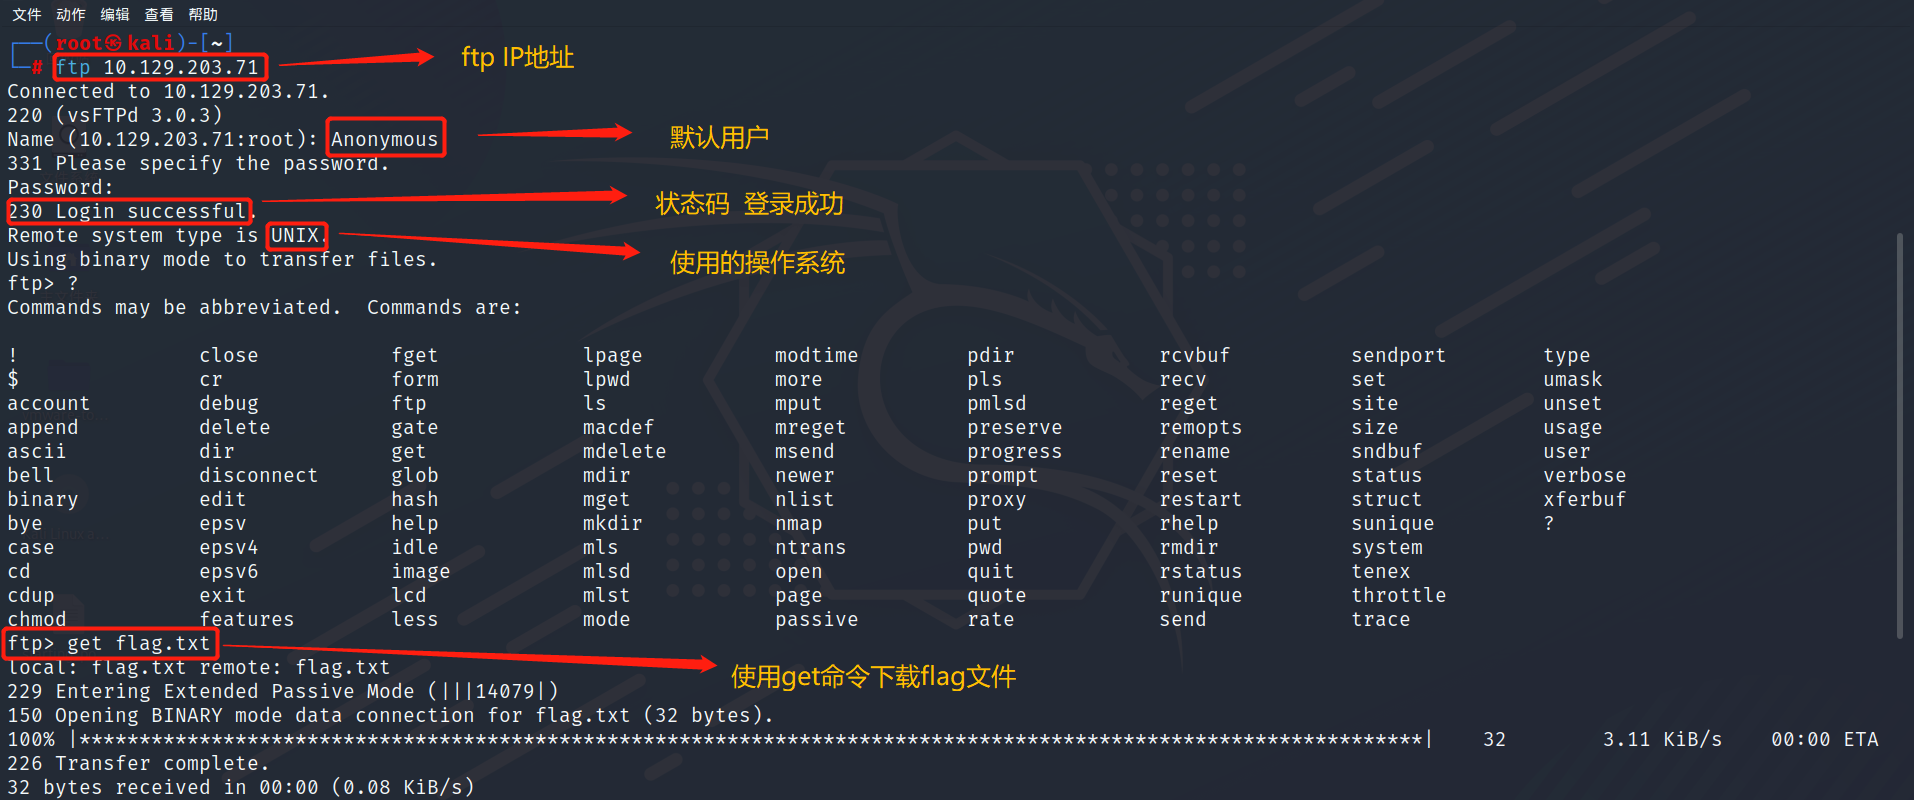 文件 动作 编辑 查看 帮助
┌──(root㉿kali)-[~]
└─# ftp 10.129.203.71
ftp IP地址
Connected to 10.129.203.71.
220 (vsFTPd 3.0.3)
Name (10.129.203.71:root): Anonymous
默认用户
331 Please specify the password.
Password:
230 Login successful.
状态码 登录成功
Remote system type is UNIX.
使用的操作系统
Using binary mode to transfer files.
ftp> ?
Commands may be abbreviated.  Commands are:
! close fget lpage modtime pdir rcvbuf sendport type
$ cr form lpwd more pls recv set umask
account debug ftp ls mput pmlsd reget site unset
append delete gate macdef mreget preserve remopts size usage
ascii dir get mdelete msend progress rename sndbuf user
bell disconnect glob mdir newer prompt reset status verbose
binary edit hash mget nlist proxy restart struct xferbuf
bye epsv help mkdir nmap put rhelp sunique ?
case epsv4 idle mls ntrans pwd rmdir system
cd epsv6 image mlsd open quit rstatus tenex
cdup exit lcd mlst page quote runique throttle
chmod features less mode passive rate send trace
ftp> get flag.txt
local: flag.txt remote: flag.txt
使用get命令下载flag文件
229 Entering Extended Passive Mode (|||14079|)
150 Opening BINARY mode data connection for flag.txt (32 bytes).
100% |****************************************************************************************************************| 32 3.11 KiB/s 00:00 ETA
226 Transfer complete.
32 bytes received in 00:00 (0.08 KiB/s)